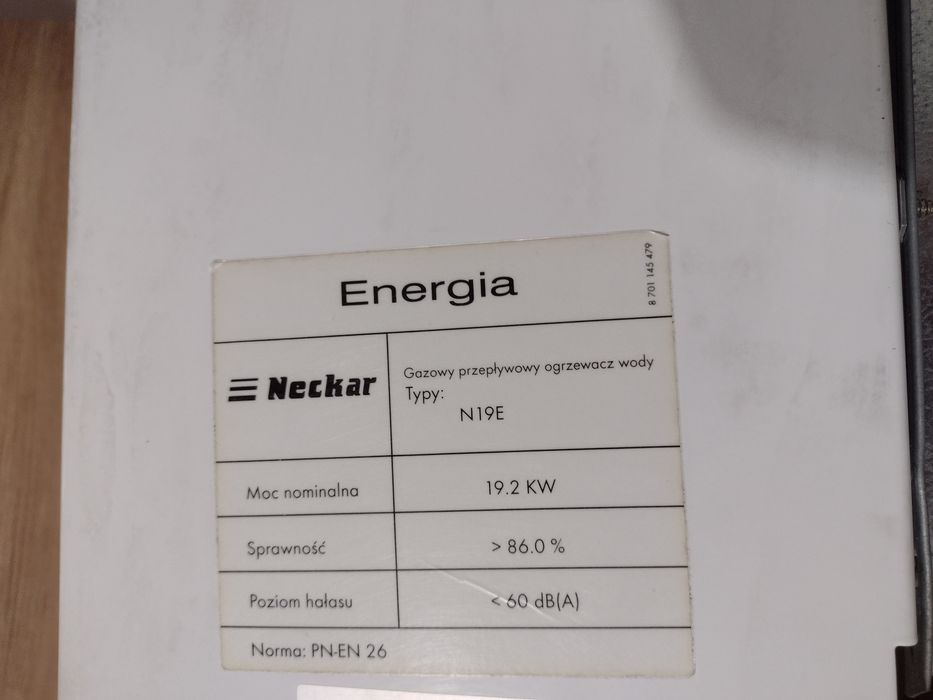 Energia
8 701 145 479
Neckar
Gazowy przepływowy ogrzewacz wody
Typy:
N19E
Moc nominalna
19.2 KW
Sprawność
> 86.0 %
Poziom hałasu
< 60 dB(A)
Norma: PN-EN 26